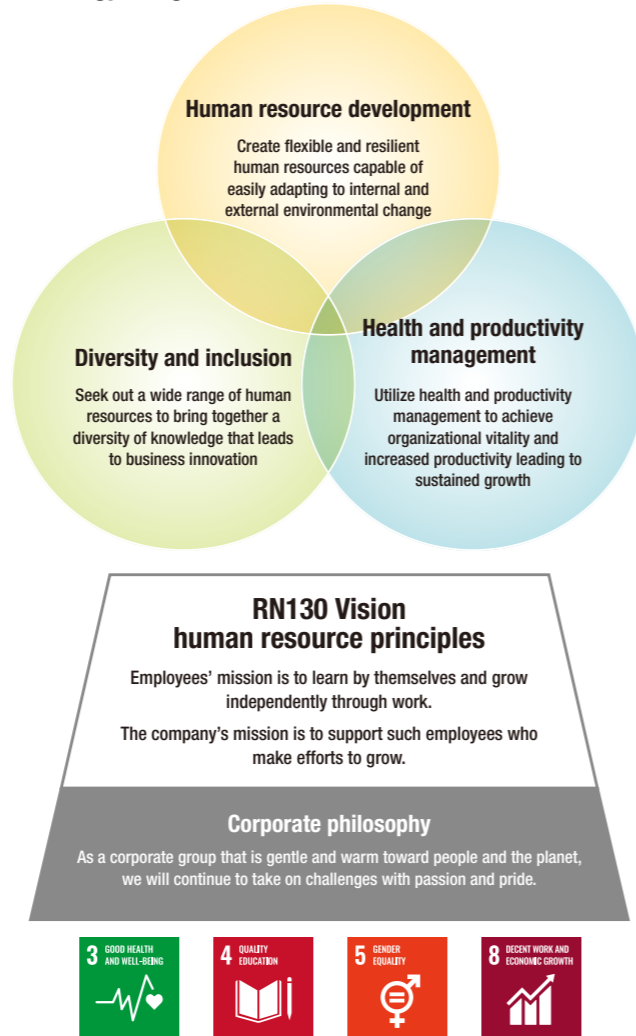 Human resource development
Create flexible and resilient
human resources capable of
easily adapting to internal and
external environmental change
Diversity and inclusion
Seek out a wide range of human
resources to bring together a
diversity of knowledge that leads
to business innovation
Health and productivity
management
Utilize health and productivity
management to achieve
organizational vitality and
increased productivity leading to
sustained growth
RN130 Vision
human resource principles
Employees’ mission is to learn by themselves and grow
independently through work.
The company’s mission is to support such employees who
make efforts to grow.
Corporate philosophy
As a corporate group that is gentle and warm toward people and the planet,
we will continue to take on challenges with passion and pride.
3 GOOD HEALTH
AND WELL-BEING
4 QUALITY
EDUCATION
5 GENDER
EQUALITY
8 DECENT WORK AND
ECONOMIC GROWTH